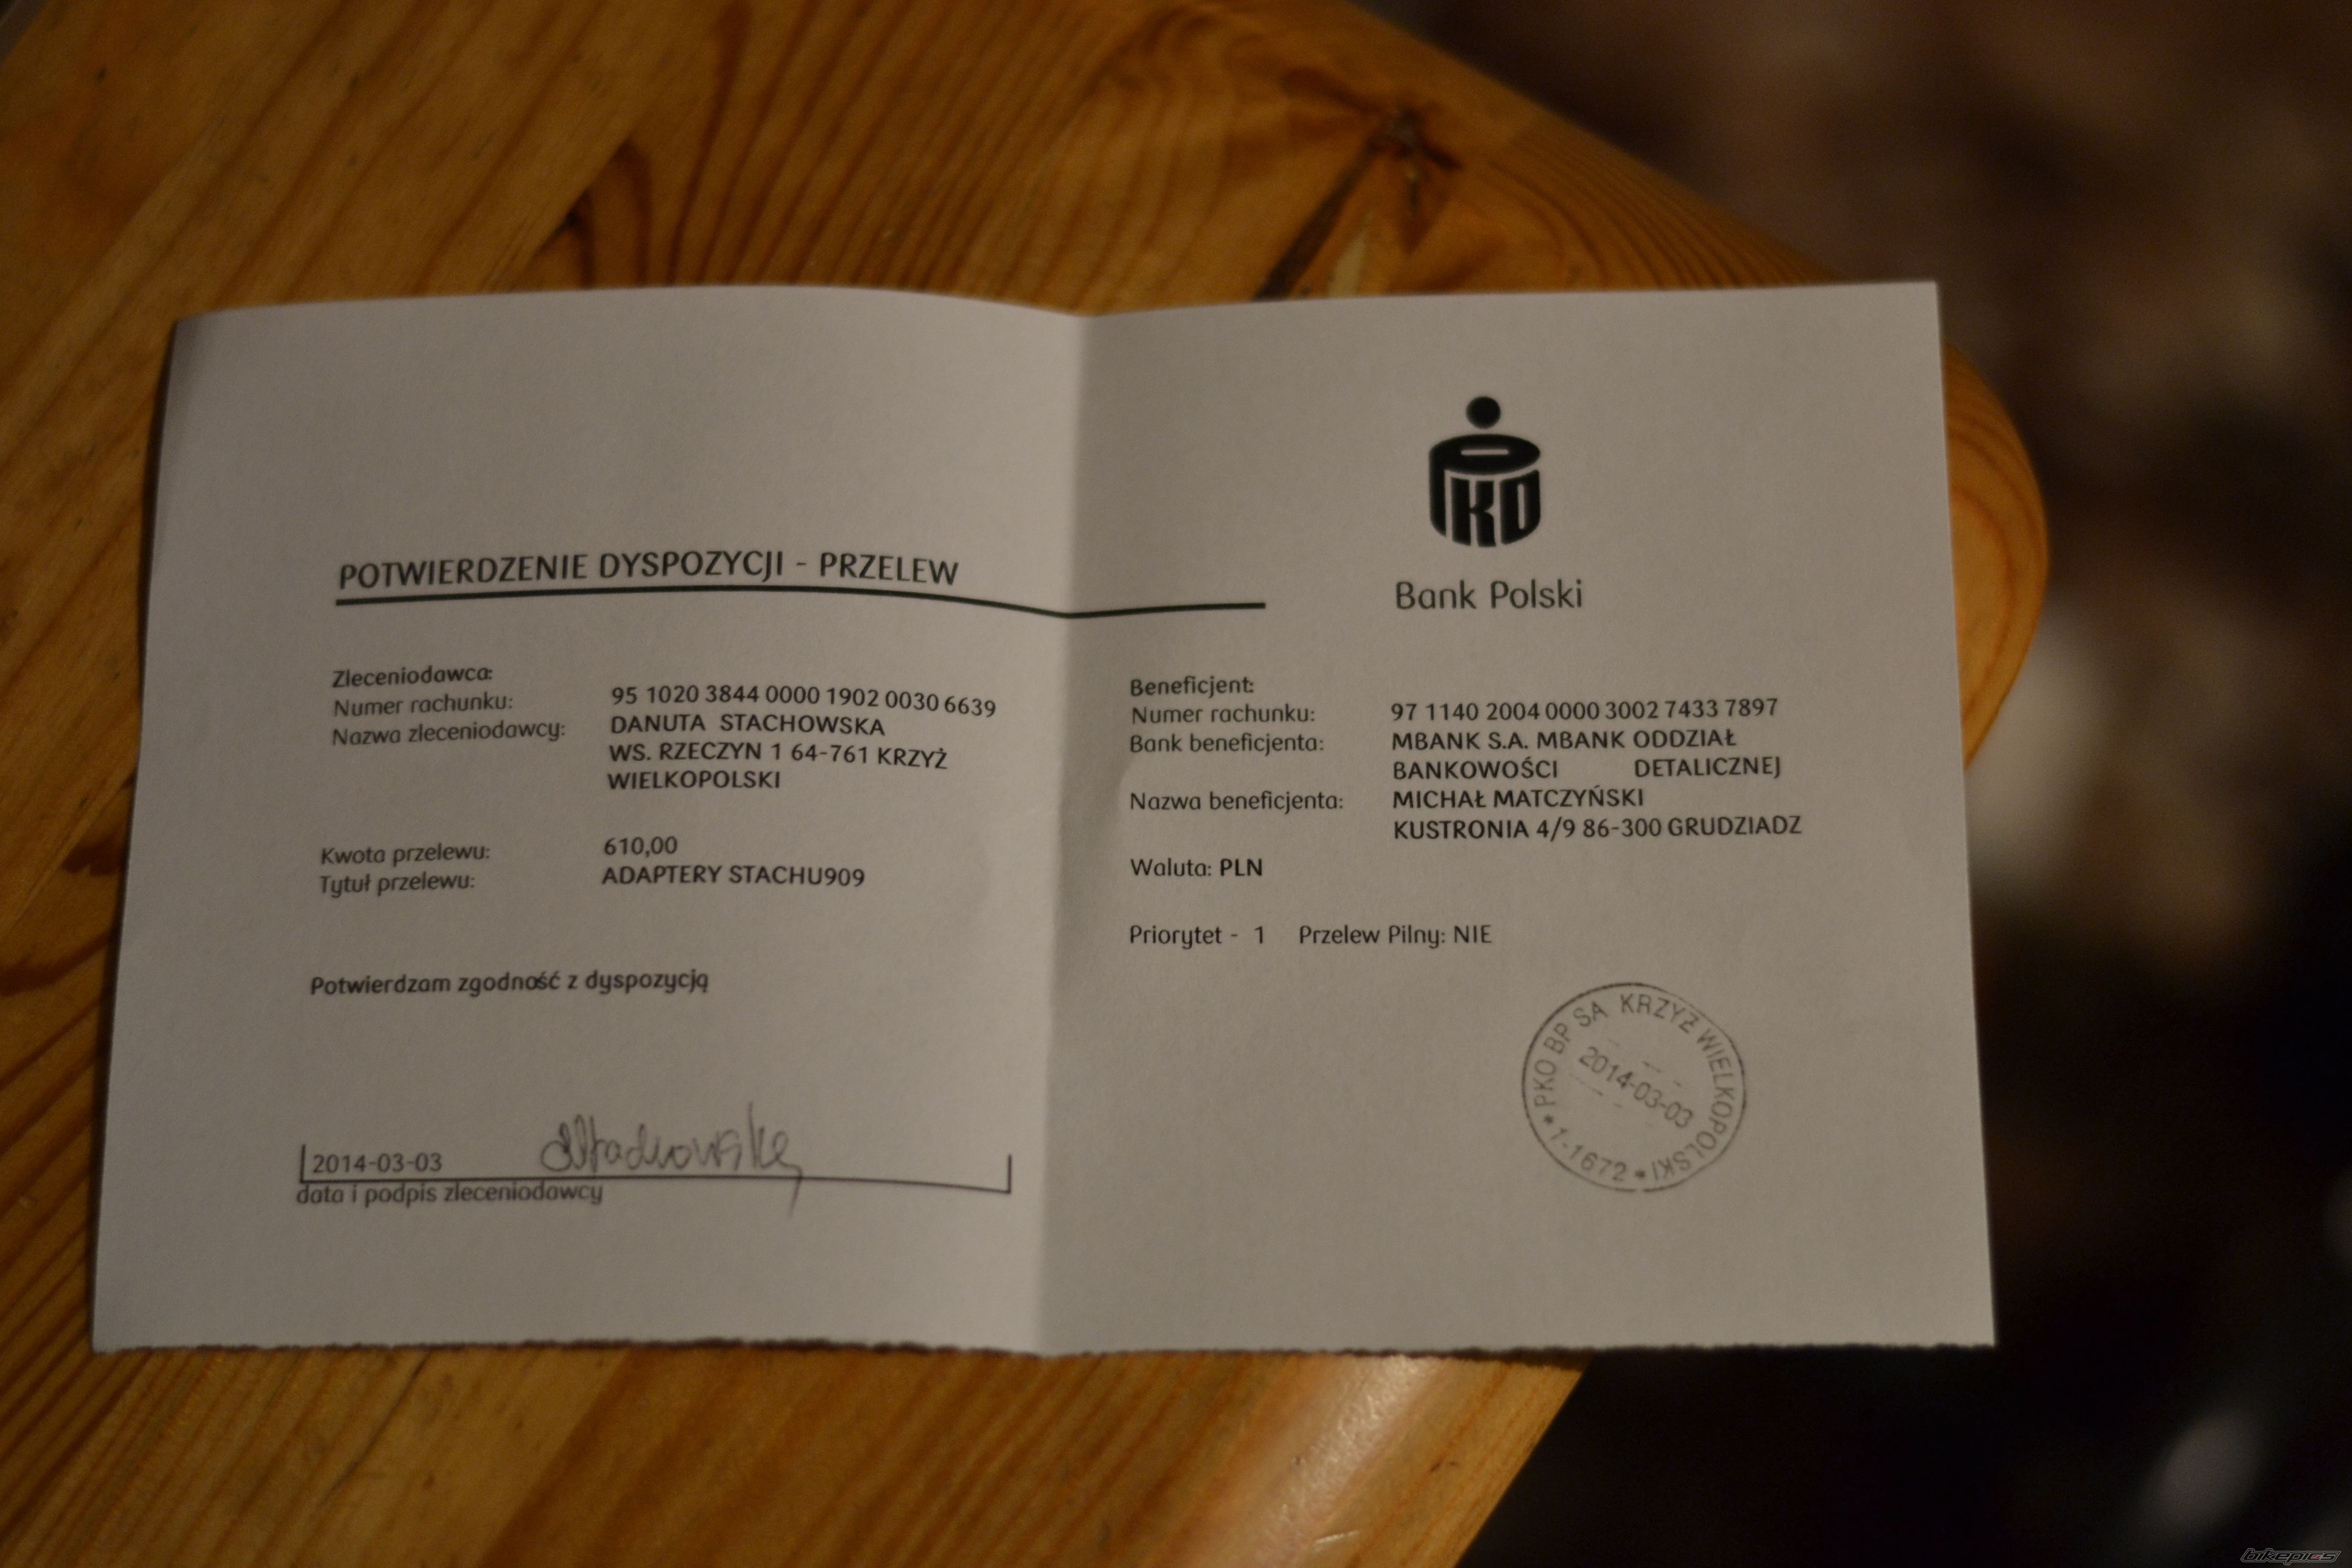 PKO
Bank Polski
POTWIERDZENIE DYSPOZYCJI - PRZELEW
Zleceniodawca:
Numer rachunku: 95 1020 3844 0000 1902 0030 6639
Nazwa zleceniodawcy: DANUTA STACHOWSKA
WS. RZECZYN 1 64-761 KRZYŻ
WIELKOPOLSKI
Kwota przelewu: 610,00
Tytuł przelewu: ADAPTERY STACHU909
Potwierdzam zgodność z dyspozycją
2014-03-03 DStachowska
data i podpis zleceniodawcy
Beneficjent:
Numer rachunku: 97 1140 2004 0000 3002 7433 7897
Bank beneficjenta: MBANK S.A. MBANK ODDZIAŁ
BANKOWOŚCI DETALICZNEJ
Nazwa beneficjenta: MICHAŁ MATCZYŃSKI
KUSTRONIA 4/9 86-300 GRUDZIADZ
Waluta: PLN
Priorytet - 1 Przelew Pilny: NIE
* PKO BP SA KRZYŻ WIELKOPOLSKI * 1-1672
2014-03-03
bikepics